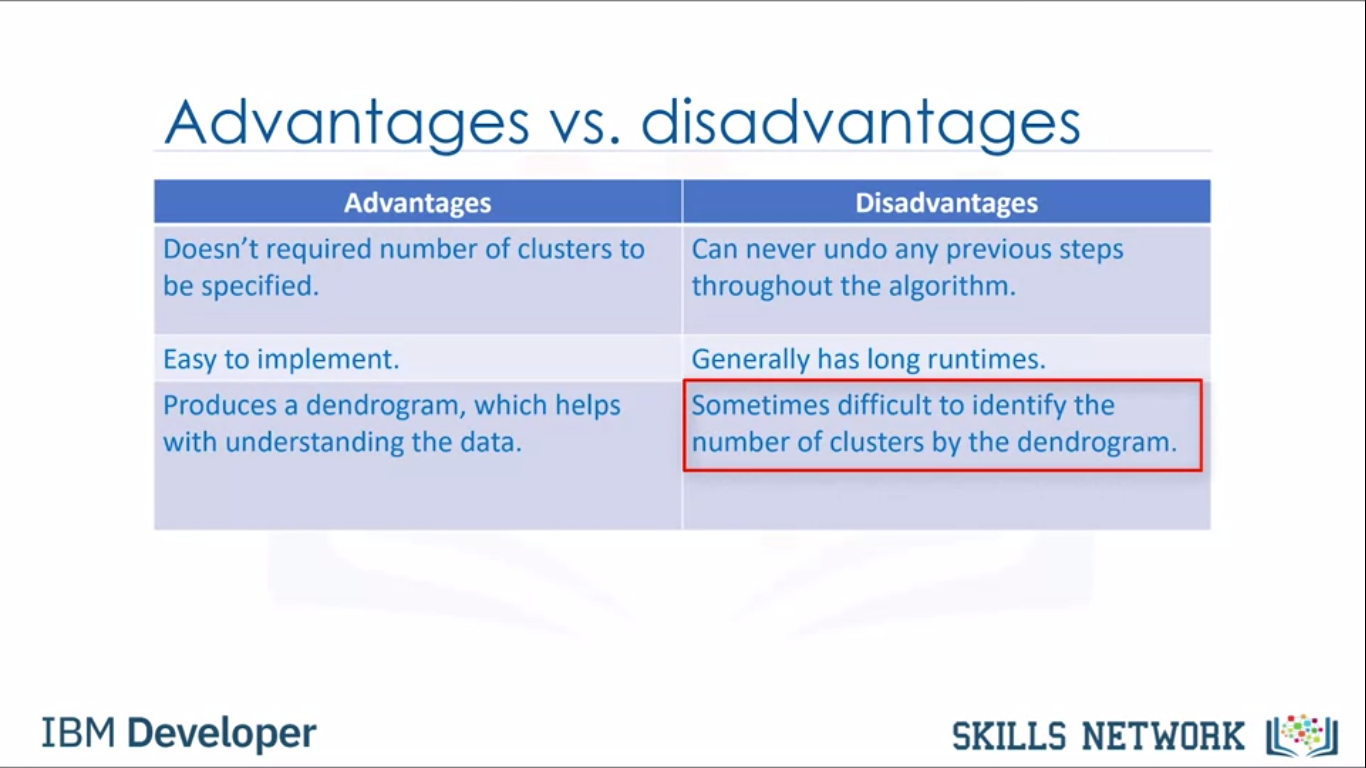 Advantages vs. disadvantages
Advantages
Disadvantages
Doesn't required number of clusters to
be specified.
Can never undo any previous steps
throughout the algorithm.
Easy to implement.
Generally has long runtimes.
Produces a dendrogram, which helps
with understanding the data.
Sometimes difficult to identify the
number of clusters by the dendrogram.
IBM Developer
SKILLS NETWORK